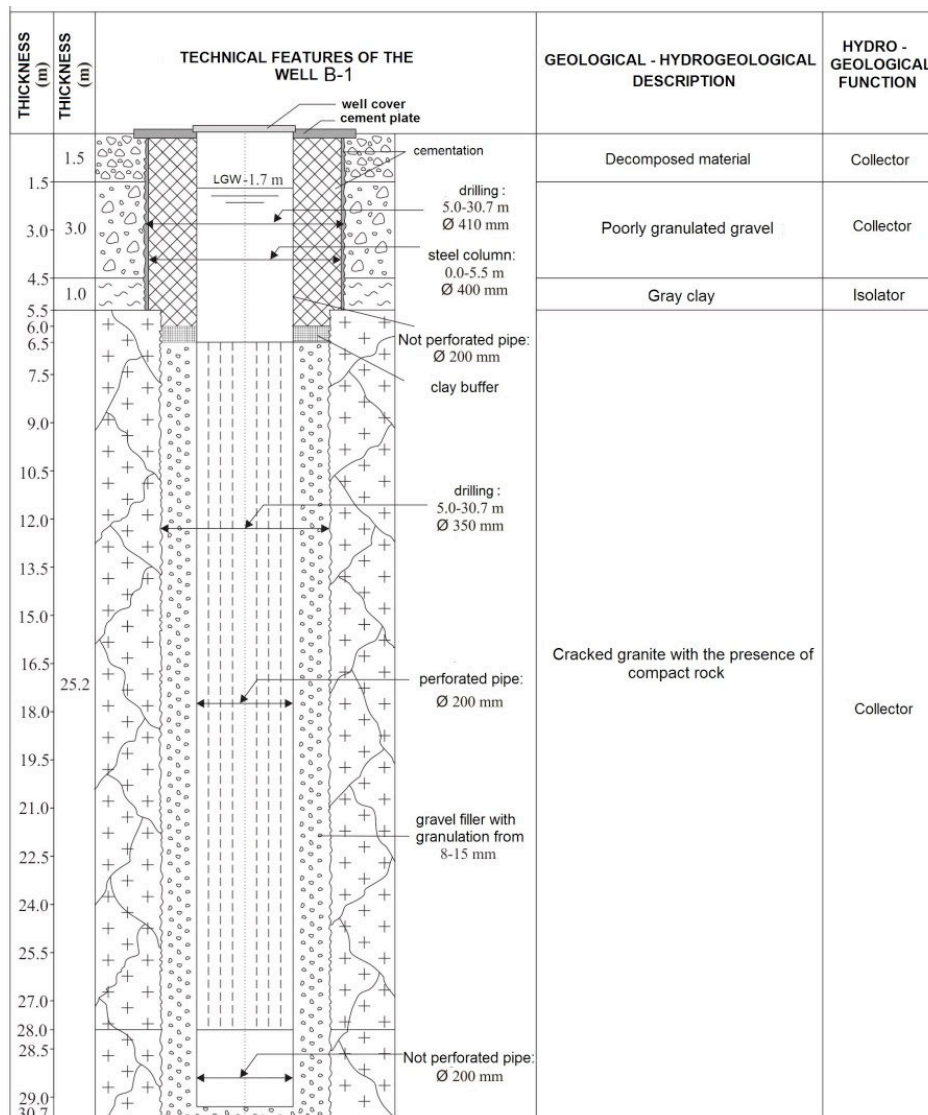 THICKNESS
(m)
THICKNESS
(m)
TECHNICAL FEATURES OF THE
WELL B-1
GEOLOGICAL - HYDROGEOLOGICAL
DESCRIPTION
HYDRO -
GEOLOGICAL
FUNCTION
well cover
cement plate
cementation
1.5
Decomposed material
Collector
1.5
LGW-1.7 m
drilling :
5.0-30.7 m
Ø 410 mm
3.0
3.0
Poorly granulated gravel
Collector
steel column:
0.0-5.5 m
Ø 400 mm
4.5
1.0
Gray clay
Isolator
5.5
6.0
6.5
Not perforated pipe:
Ø 200 mm
clay buffer
7.5
9.0
10.5
drilling :
5.0-30.7 m
Ø 350 mm
12.0
13.5
15.0
16.5
25.2
Cracked granite with the presence of
compact rock
Collector
perforated pipe:
Ø 200 mm
18.0
19.5
21.0
gravel filler with
granulation from
8-15 mm
22.5
24.0
25.5
27.0
28.0
28.5
Not perforated pipe:
Ø 200 mm
29.0
30.7